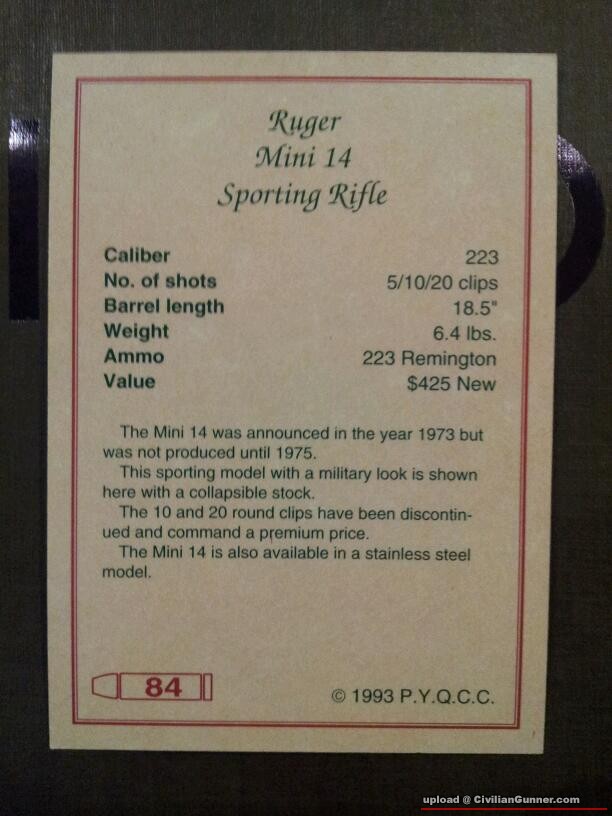 Ruger
Mini 14
Sporting Rifle
Caliber 223
No. of shots 5/10/20 clips
Barrel length 18.5"
Weight 6.4 lbs.
Ammo 223 Remington
Value $425 New
The Mini 14 was announced in the year 1973 but
was not produced until 1975.
This sporting model with a military look is shown
here with a collapsible stock.
The 10 and 20 round clips have been discontin-
ued and command a premium price.
The Mini 14 is also available in a stainless steel
model.
84
© 1993 P.Y.Q.C.C.
upload @ CivilianGunner.com